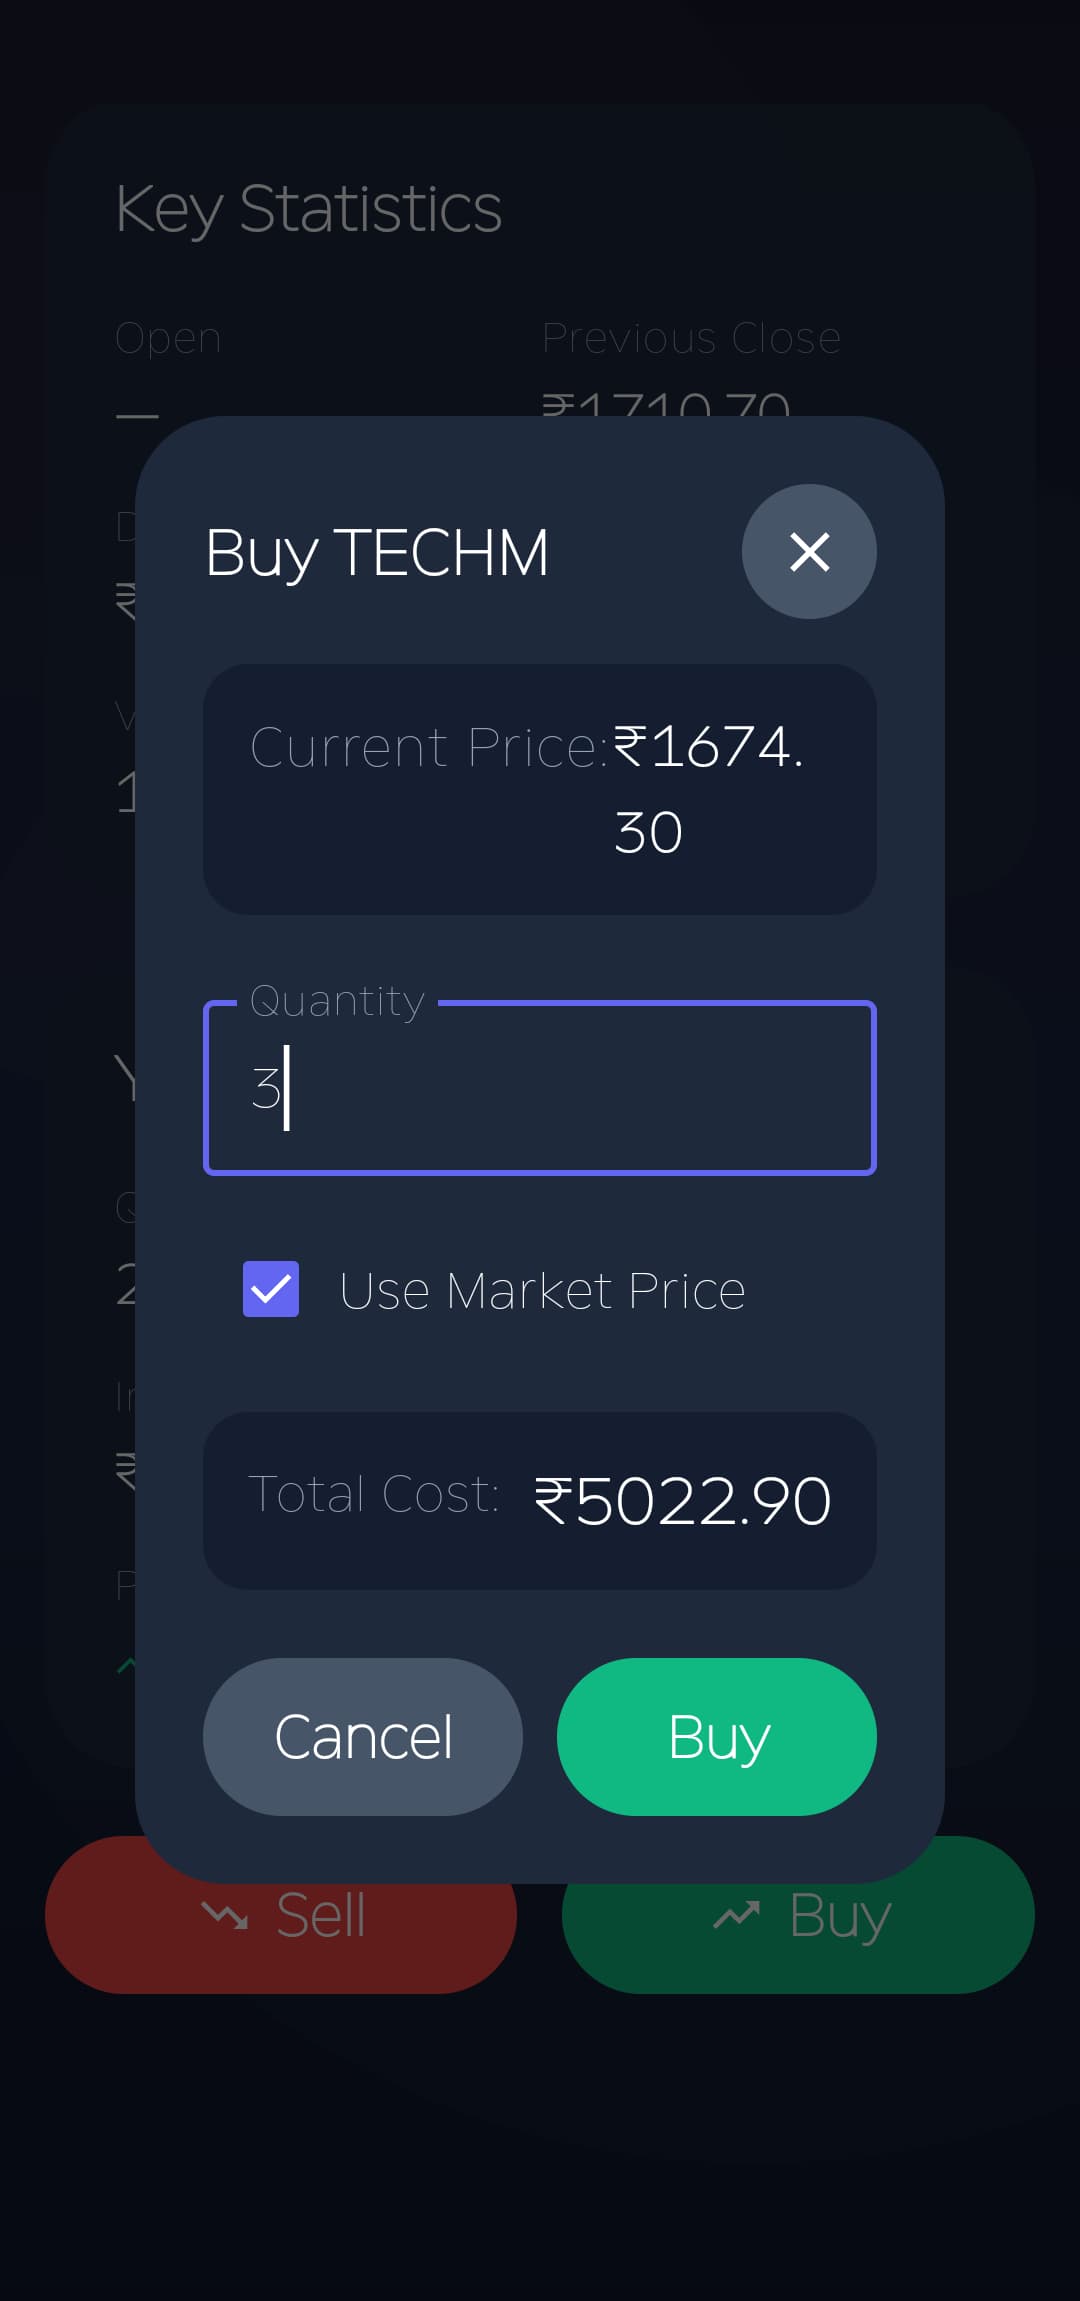 Key Statistics
Open Previous Close
— ₹1710.70
Buy TECHM
Current Price: ₹1674.
30
Quantity
3
Use Market Price
Total Cost: ₹5022.90
Cancel Buy
Sell Buy